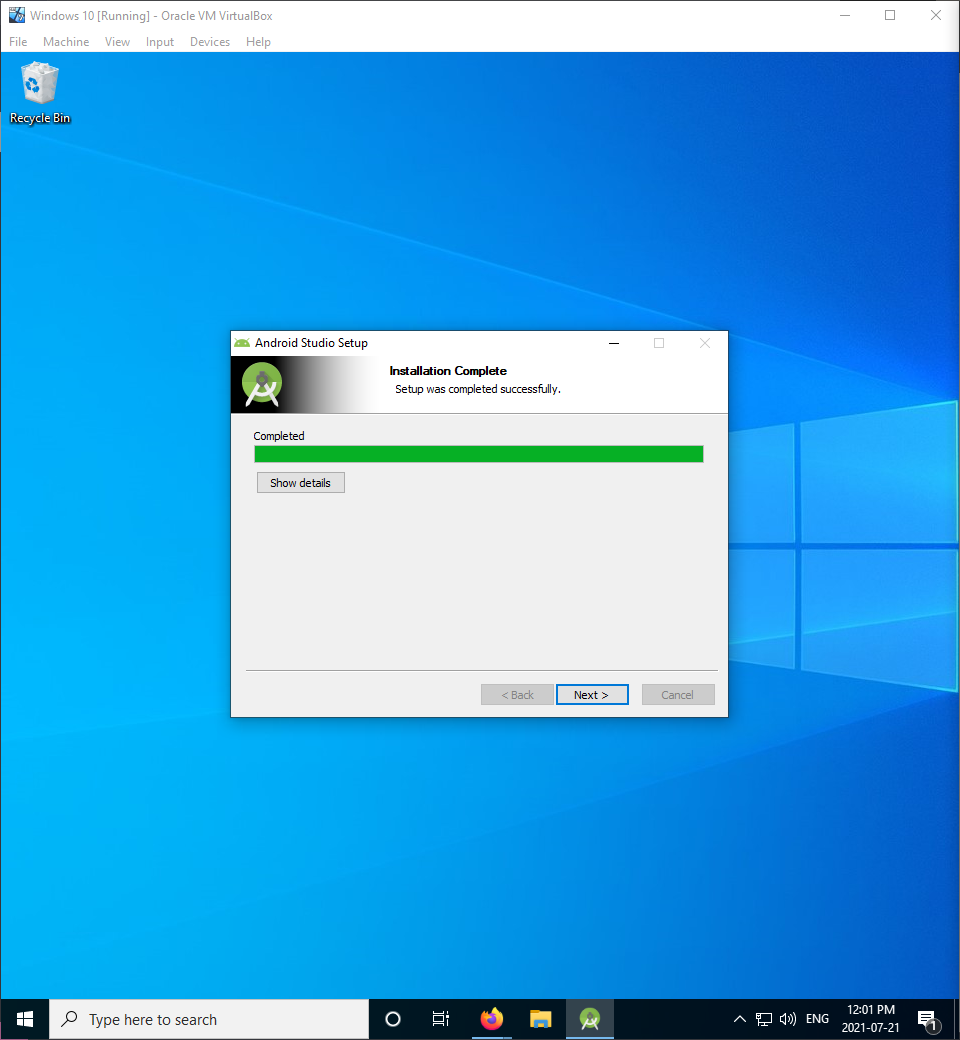 Windows 10 [Running] - Oracle VM VirtualBox
File Machine View Input Devices Help
Recycle Bin
Android Studio Setup
Installation Complete
Setup was completed successfully.
Completed
Show details
< Back Next > Cancel
Type here to search
ENG
12:01 PM
2021-07-21
1